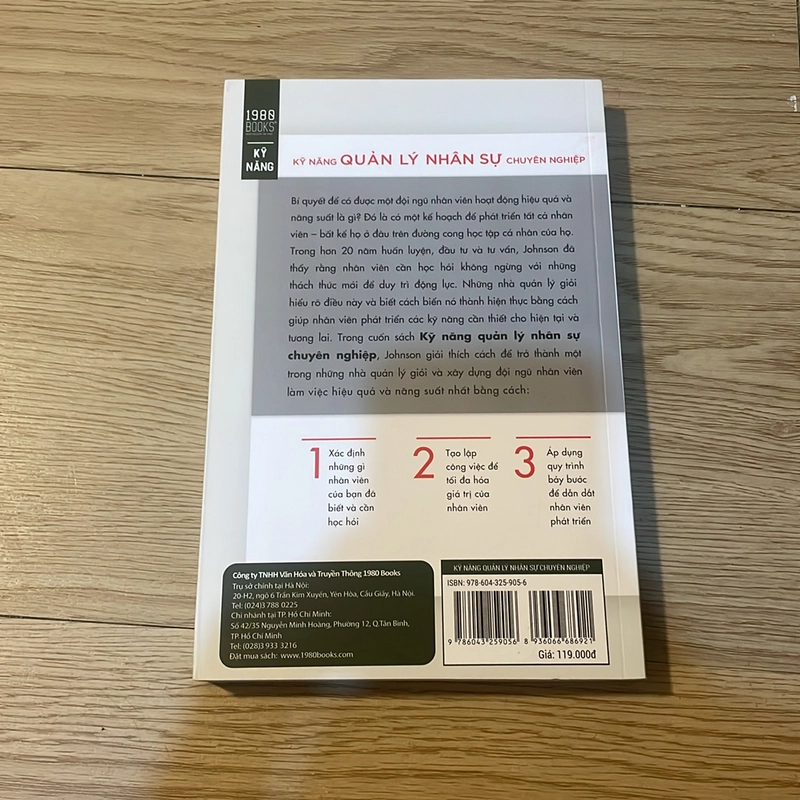 1980
BOOKS
KỸ
NĂNG
KỸ NĂNG QUẢN LÝ NHÂN SỰ CHUYÊN NGHIỆP
Bí quyết để có được một đội ngũ nhân viên hoạt động hiệu quả và
năng suất là gì? Đó là có một kế hoạch để phát triển tất cả nhân
viên – bất kể họ ở đâu trên đường cong học tập cá nhân của họ.
Trong hơn 20 năm huấn luyện, đầu tư và tư vấn, Johnson đã
thấy rằng nhân viên cần học hỏi không ngừng với những
thách thức mới để duy trì động lực. Những nhà quản lý giỏi
hiểu rõ điều này và biết cách biến nó thành hiện thực bằng cách
giúp nhân viên phát triển các kỹ năng cần thiết cho hiện tại và
tương lai. Trong cuốn sách Kỹ năng quản lý nhân sự
chuyên nghiệp, Johnson giải thích cách để trở thành một
trong những nhà quản lý giỏi và xây dựng đội ngũ nhân viên
làm việc hiệu quả và năng suất nhất bằng cách:
1
Xác định
những gì
nhân viên
của bạn đã
biết và cần
học hỏi
2
Tạo lập
công việc để
tối đa hóa
giá trị của
nhân viên
3
Áp dụng
quy trình
bảy bước
để dẫn dắt
nhân viên
phát triển
Công ty TNHH Văn Hóa và Truyền Thông 1980 Books
Trụ sở chính tại Hà Nội:
20-H2, ngõ 6 Trần Kim Xuyến, Yên Hòa, Cầu Giấy, Hà Nội.
Tel: (024)3 788 0225
Chi nhánh tại TP. Hồ Chí Minh:
Số 42/35 Nguyễn Minh Hoàng, Phường 12, Q.Tân Bình,
TP. Hồ Chí Minh
Tel: (028)3 933 3216
Đặt mua sách: www.1980books.com
KỸ NĂNG QUẢN LÝ NHÂN SỰ CHUYÊN NGHIỆP
ISBN: 978-604-325-905-6
9 786043 259056 8 936066 686921
Giá: 119.000đ